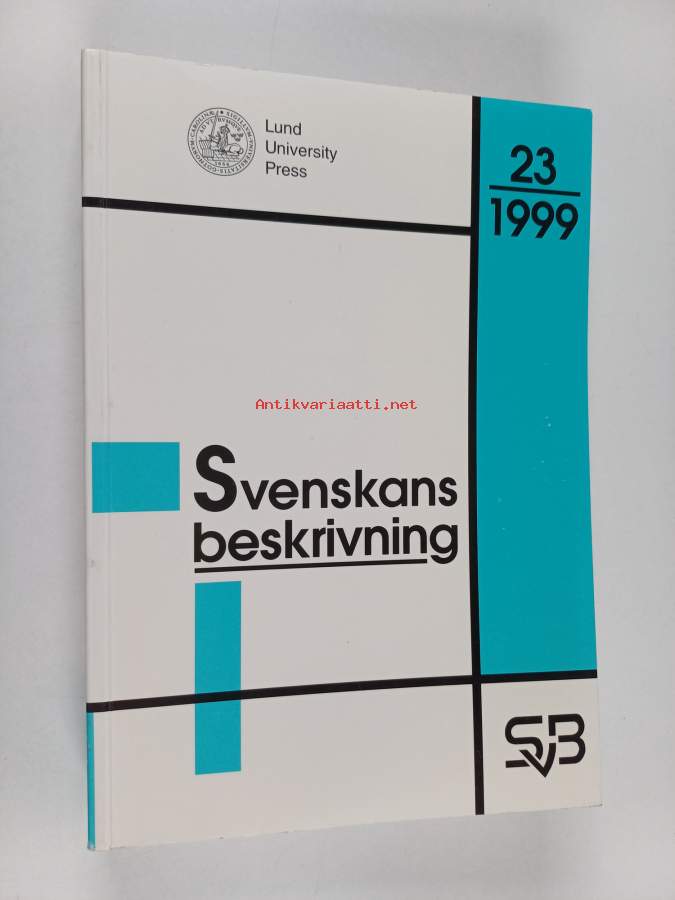 Lund
University
Press
23
1999
Antikvariaatti.net
Svenskans
beskrivning
SVB